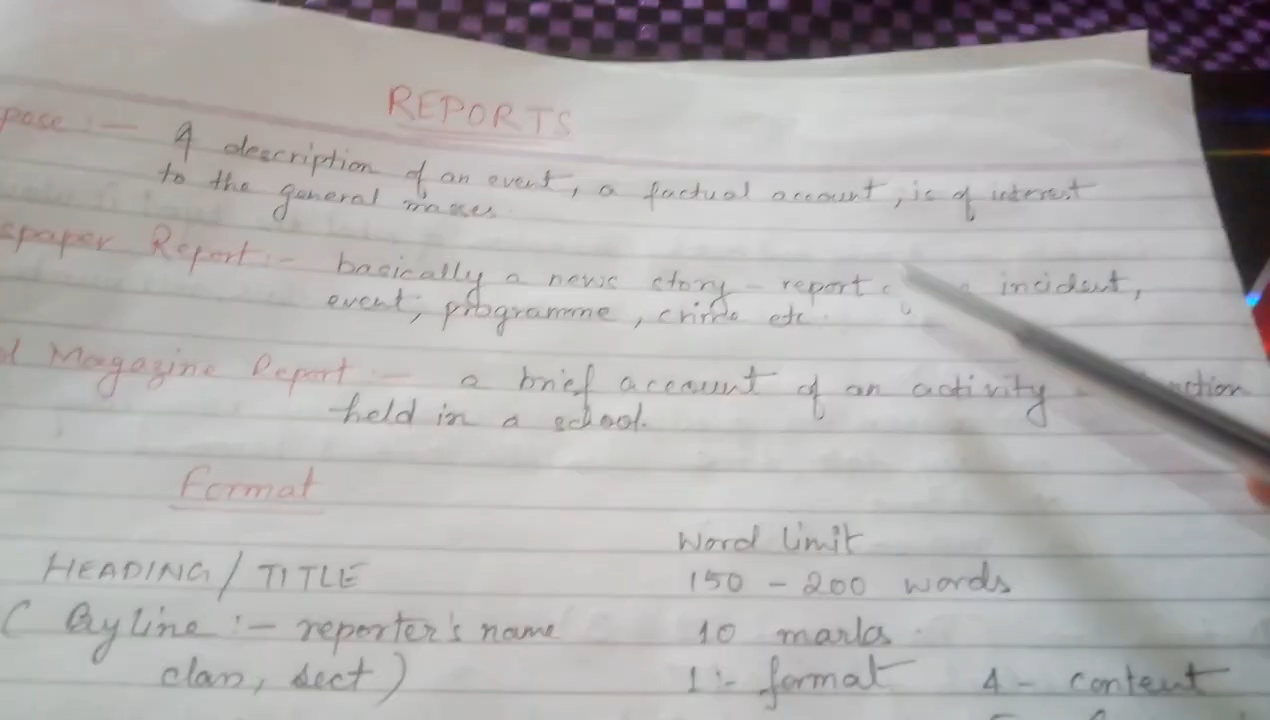 REPORTS
pose :- A description of an event, a factual account, is of interest
to the general masses.
spaper Report :- basically a news story - report incident,
event, programme, crime etc.
l Magazine Report - a brief account of an activity
held in a school.
Format
Word limit
HEADING / TITLE 150 - 200 words
( Byline :- reporter's name 10 marks
class, sect ) 1 :- format 4 - content